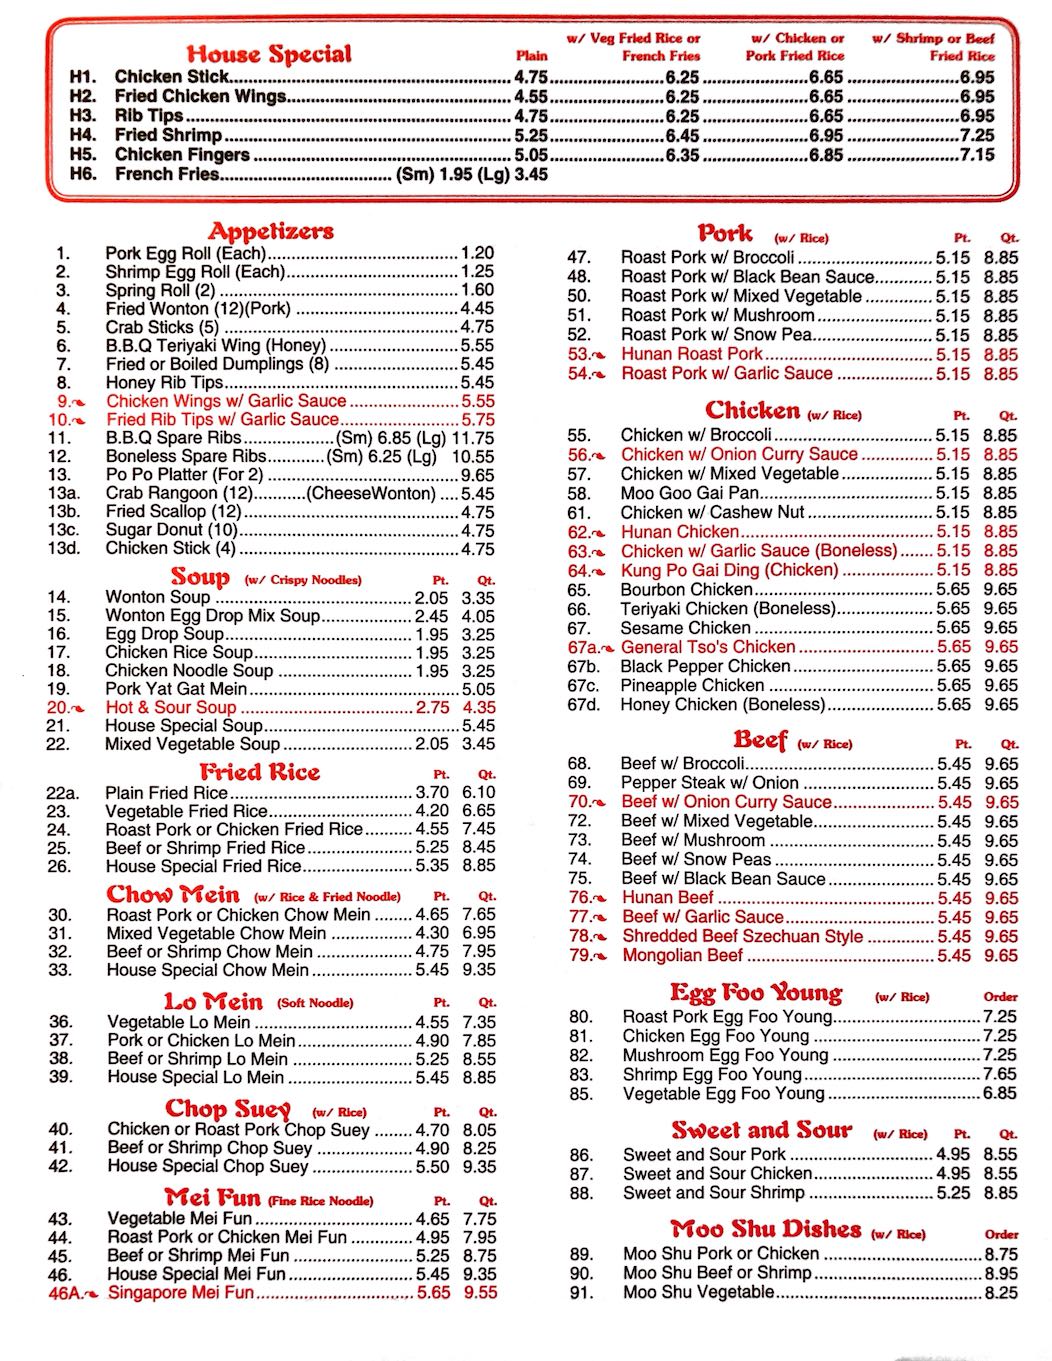 House Special Plain w/ Veg Fried Rice or French Fries w/ Chicken or Pork Fried Rice w/ Shrimp or Beef Fried Rice
H1. Chicken Stick 4.75 6.25 6.65 6.95
H2. Fried Chicken Wings 4.55 6.25 6.65 6.95
H3. Rib Tips 4.75 6.25 6.65 6.95
H4. Fried Shrimp 5.25 6.45 6.95 7.25
H5. Chicken Fingers 5.05 6.35 6.85 7.15
H6. French Fries (Sm) 1.95 (Lg) 3.45
Appetizers
1. Pork Egg Roll (Each) 1.20
2. Shrimp Egg Roll (Each) 1.25
3. Spring Roll (2) 1.60
4. Fried Wonton (12)(Pork) 4.45
5. Crab Sticks (5) 4.75
6. B.B.Q Teriyaki Wing (Honey) 5.55
7. Fried or Boiled Dumplings (8) 5.45
8. Honey Rib Tips 5.45
9. Chicken Wings w/ Garlic Sauce 5.55
10. Fried Rib Tips w/ Garlic Sauce 5.75
11. B.B.Q Spare Ribs (Sm) 6.85 (Lg) 11.75
12. Boneless Spare Ribs (Sm) 6.25 (Lg) 10.55
13. Po Po Platter (For 2) 9.65
13a. Crab Rangoon (12) (CheeseWonton) 5.45
13b. Fried Scallop (12) 4.75
13c. Sugar Donut (10) 4.75
13d. Chicken Stick (4) 4.75
Soup (w/ Crispy Noodles) Pt. Qt.
14. Wonton Soup 2.05 3.35
15. Wonton Egg Drop Mix Soup 2.45 4.05
16. Egg Drop Soup 1.95 3.25
17. Chicken Rice Soup 1.95 3.25
18. Chicken Noodle Soup 1.95 3.25
19. Pork Yat Gat Mein 5.05
20. Hot & Sour Soup 2.75 4.35
21. House Special Soup 5.45
22. Mixed Vegetable Soup 2.05 3.45
Fried Rice Pt. Qt.
22a. Plain Fried Rice 3.70 6.10
23. Vegetable Fried Rice 4.20 6.65
24. Roast Pork or Chicken Fried Rice 4.55 7.45
25. Beef or Shrimp Fried Rice 5.25 8.45
26. House Special Fried Rice 5.35 8.85
Chow Mein (w/ Rice & Fried Noodle) Pt. Qt.
30. Roast Pork or Chicken Chow Mein 4.65 7.65
31. Mixed Vegetable Chow Mein 4.30 6.95
32. Beef or Shrimp Chow Mein 4.75 7.95
33. House Special Chow Mein 5.45 9.35
Lo Mein (Soft Noodle) Pt. Qt.
36. Vegetable Lo Mein 4.55 7.35
37. Pork or Chicken Lo Mein 4.90 7.85
38. Beef or Shrimp Lo Mein 5.25 8.55
39. House Special Lo Mein 5.45 8.85
Chop Suey (w/ Rice) Pt. Qt.
40. Chicken or Roast Pork Chop Suey 4.70 8.05
41. Beef or Shrimp Chop Suey 4.90 8.25
42. House Special Chop Suey 5.50 9.35
Mei Fun (Fine Rice Noodle) Pt. Qt.
43. Vegetable Mei Fun 4.65 7.75
44. Roast Pork or Chicken Mei Fun 4.95 7.95
45. Beef or Shrimp Mei Fun 5.25 8.75
46. House Special Mei Fun 5.45 9.35
46A. Singapore Mei Fun 5.65 9.55
Pork (w/ Rice) Pt. Qt.
47. Roast Pork w/ Broccoli 5.15 8.85
48. Roast Pork w/ Black Bean Sauce 5.15 8.85
50. Roast Pork w/ Mixed Vegetable 5.15 8.85
51. Roast Pork w/ Mushroom 5.15 8.85
52. Roast Pork w/ Snow Pea 5.15 8.85
53. Hunan Roast Pork 5.15 8.85
54. Roast Pork w/ Garlic Sauce 5.15 8.85
Chicken (w/ Rice) Pt. Qt.
55. Chicken w/ Broccoli 5.15 8.85
56. Chicken w/ Onion Curry Sauce 5.15 8.85
57. Chicken w/ Mixed Vegetable 5.15 8.85
58. Moo Goo Gai Pan 5.15 8.85
61. Chicken w/ Cashew Nut 5.15 8.85
62. Hunan Chicken 5.15 8.85
63. Chicken w/ Garlic Sauce (Boneless) 5.15 8.85
64. Kung Po Gai Ding (Chicken) 5.15 8.85
65. Bourbon Chicken 5.65 9.65
66. Teriyaki Chicken (Boneless) 5.65 9.65
67. Sesame Chicken 5.65 9.65
67a. General Tso's Chicken 5.65 9.65
67b. Black Pepper Chicken 5.65 9.65
67c. Pineapple Chicken 5.65 9.65
67d. Honey Chicken (Boneless) 5.65 9.65
Beef (w/ Rice) Pt. Qt.
68. Beef w/ Broccoli 5.45 9.65
69. Pepper Steak w/ Onion 5.45 9.65
70. Beef w/ Onion Curry Sauce 5.45 9.65
72. Beef w/ Mixed Vegetable 5.45 9.65
73. Beef w/ Mushroom 5.45 9.65
74. Beef w/ Snow Peas 5.45 9.65
75. Beef w/ Black Bean Sauce 5.45 9.65
76. Hunan Beef 5.45 9.65
77. Beef w/ Garlic Sauce 5.45 9.65
78. Shredded Beef Szechuan Style 5.45 9.65
79. Mongolian Beef 5.45 9.65
Egg Foo Young (w/ Rice) Order
80. Roast Pork Egg Foo Young 7.25
81. Chicken Egg Foo Young 7.25
82. Mushroom Egg Foo Young 7.25
83. Shrimp Egg Foo Young 7.65
85. Vegetable Egg Foo Young 6.85
Sweet and Sour (w/ Rice) Pt. Qt.
86. Sweet and Sour Pork 4.95 8.55
87. Sweet and Sour Chicken 4.95 8.55
88. Sweet and Sour Shrimp 5.25 8.85
Moo Shu Dishes (w/ Rice) Order
89. Moo Shu Pork or Chicken 8.75
90. Moo Shu Beef or Shrimp 8.95
91. Moo Shu Vegetable 8.25